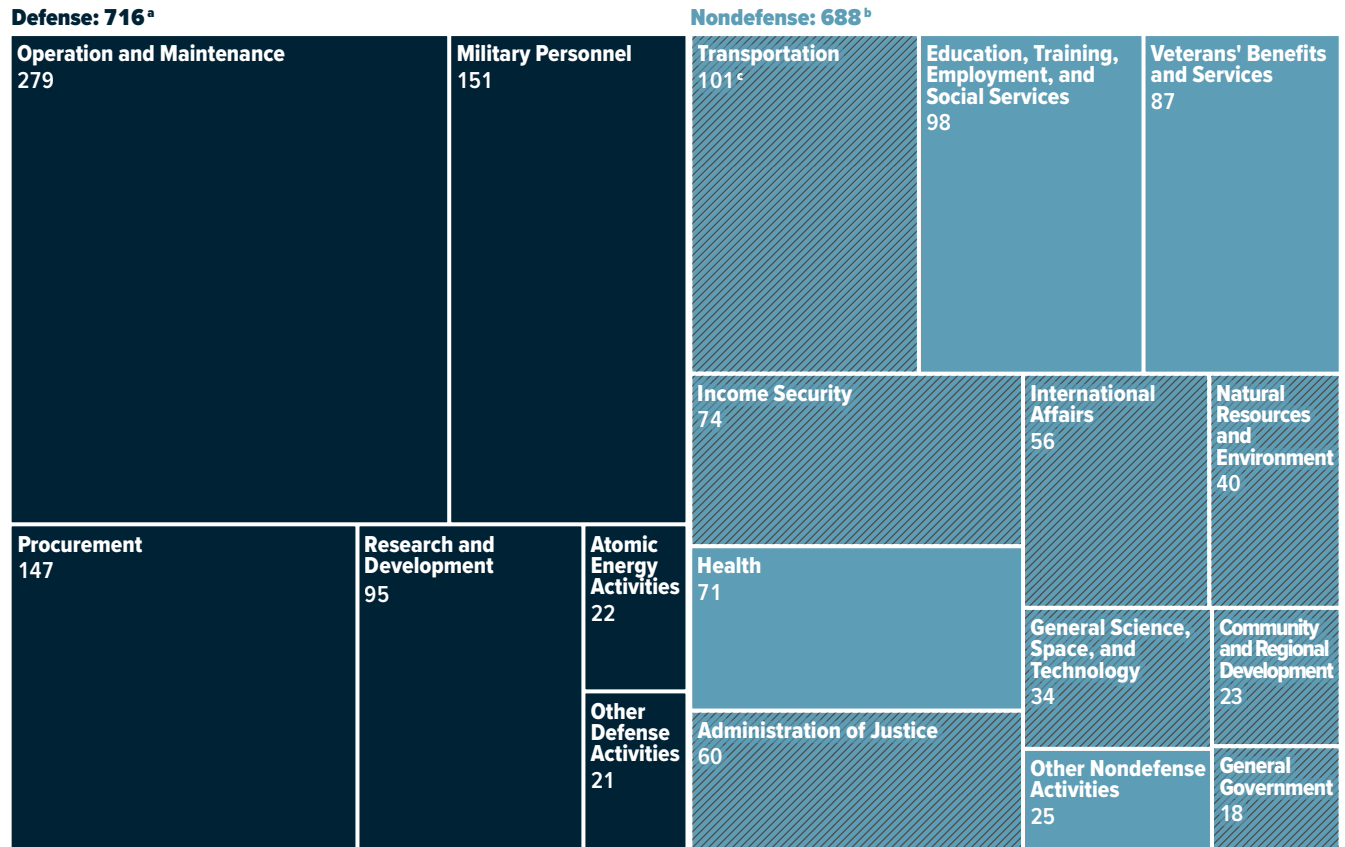 Defense: 716ᵃ
Nondefense: 688ᵇ
Operation and Maintenance
279
Military Personnel
151
Transportation
101ᶜ
Education, Training,
Employment, and
Social Services
98
Veterans' Benefits
and Services
87
Income Security
74
International
Affairs
56
Natural
Resources
and
Environment
40
Procurement
147
Research and
Development
95
Atomic
Energy
Activities
22
Other
Defense
Activities
21
Health
71
General Science,
Space, and
Technology
34
Community
and Regional
Development
23
Administration of Justice
60
Other Nondefense
Activities
25
General
Government
18